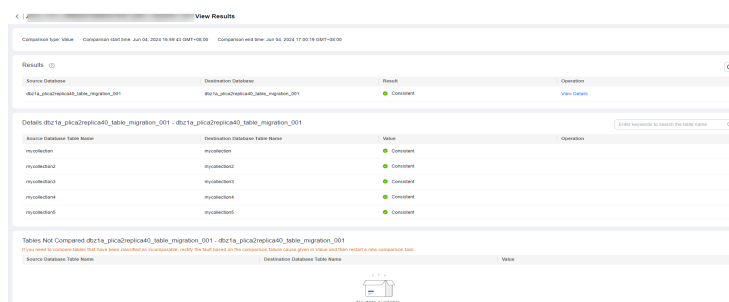 View Results
Comparison type: Value Comparison start time: Jun 04, 2024 16:59:43 GMT+08:00 Comparison end time: Jun 04, 2024 17:00:19 GMT+08:00
Results
Source Database Destination Database Result Operation
dbz1a_plica2replica40_table_migration_001 dbz1a_plica2replica40_table_migration_001 Consistent View Details
Details dbz1a_plica2replica40_table_migration_001 - dbz1a_plica2replica40_table_migration_001 Enter keywords to search the table name
Source Database Table Name Destination Database Table Name Value Operation
mycollection mycollection Consistent
mycollection2 mycollection2 Consistent
mycollection3 mycollection3 Consistent
mycollection4 mycollection4 Consistent
mycollection5 mycollection5 Consistent
Tables Not Compared dbz1a_plica2replica40_table_migration_001 - dbz1a_plica2replica40_table_migration_001
If you need to compare tables that have been classified as incomparable, rectify the fault based on the comparison failure cause given in Value and then restart a new comparison task.
Source Database Table Name Destination Database Table Name Value